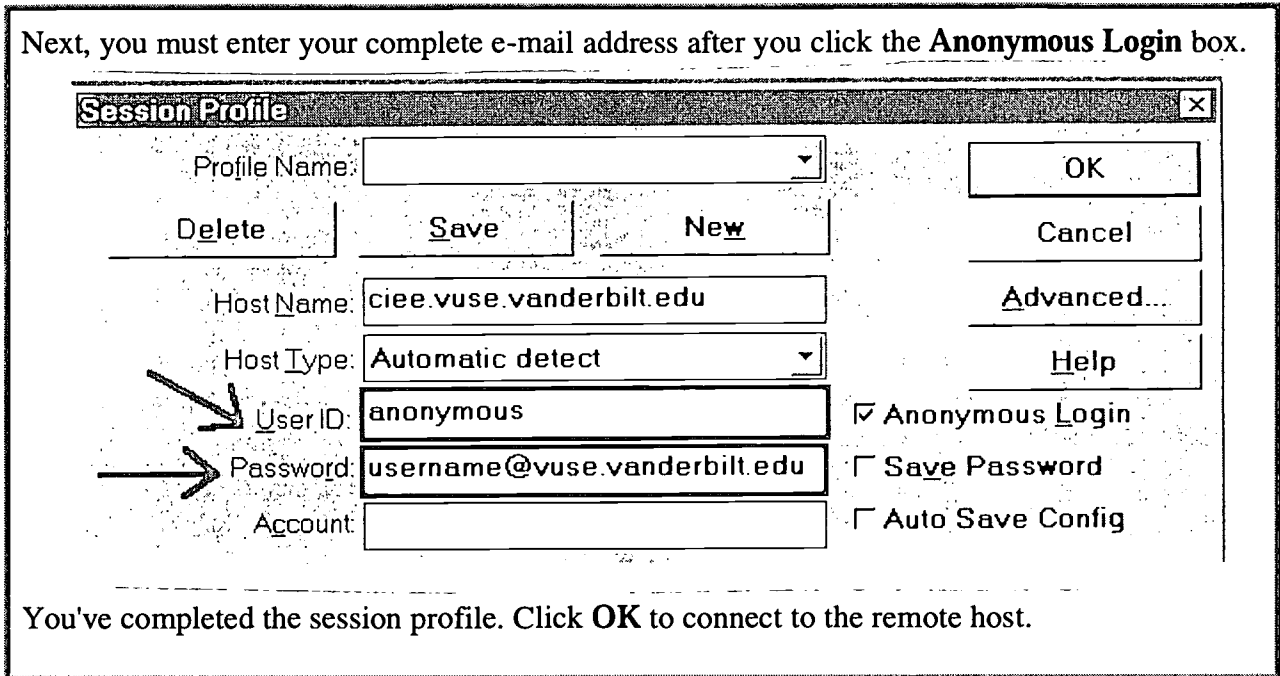 Next, you must enter your complete e-mail address after you click the Anonymous Login box.
Session Profile
Profile Name:
OK
Delete Save New
Cancel
Host Name: ciee.vuse.vanderbilt.edu
Advanced...
Host Type: Automatic detect
Help
User ID: anonymous
Anonymous Login
Password: username@vuse.vanderbilt.edu
Save Password
Account:
Auto Save Config
You've completed the session profile. Click OK to connect to the remote host.